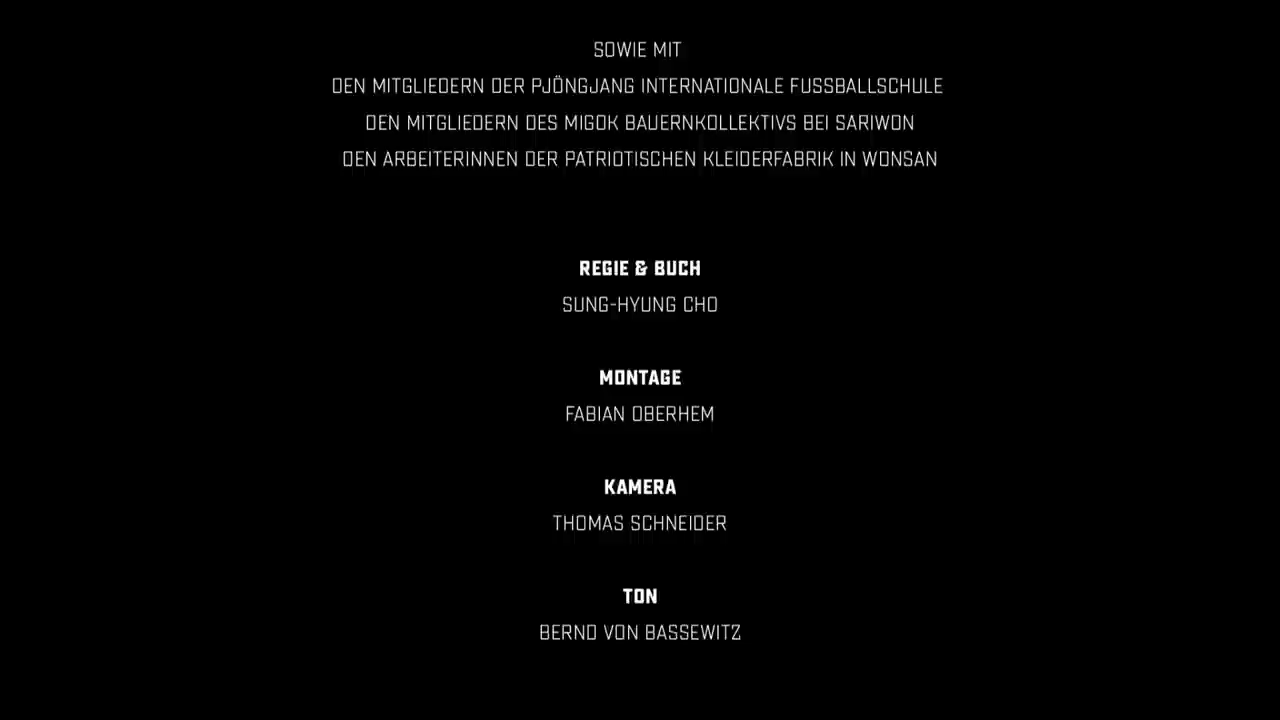 SOWIE MIT
DEN MITGLIEDERN DER PJÖNGJANG INTERNATIONALE FUSSBALLSCHULE
DEN MITGLIEDERN DES MIGOK BAUERNKOLLEKTIVS BEI SARIWON
DEN ARBEITERINNEN DER PATRIOTISCHEN KLEIDERFABRIK IN WONSAN
REGIE & BUCH
SUNG-HYUNG CHO
MONTAGE
FABIAN OBERHEM
KAMERA
THOMAS SCHNEIDER
TON
BERND VON BASSEWITZ